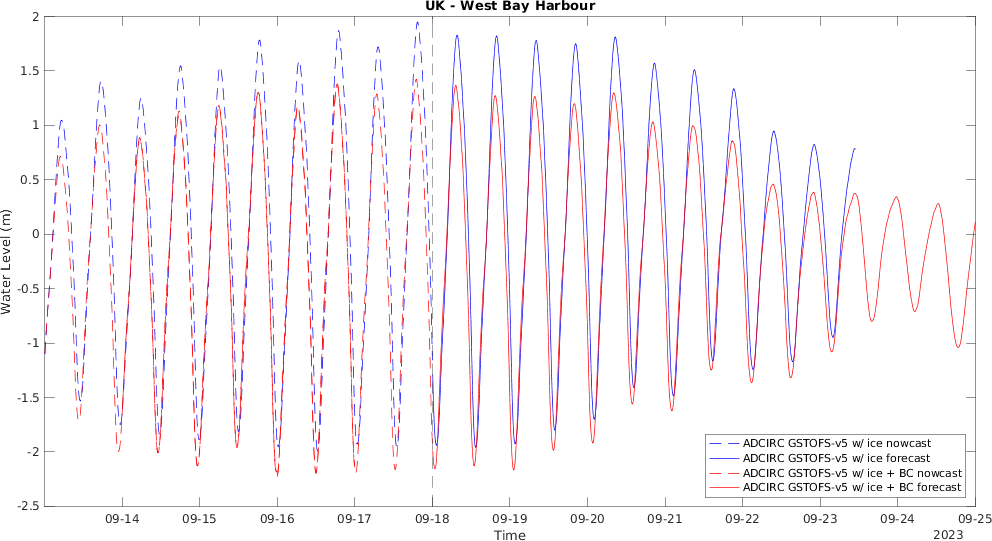 UK - West Bay Harbour
2
1.5
1
0.5
0
-0.5
-1
-1.5
-2
-2.5
Water Level (m)
ADCIRC GSTOFS-v5 w/ ice nowcast
ADCIRC GSTOFS-v5 w/ ice forecast
ADCIRC GSTOFS-v5 w/ ice + BC nowcast
ADCIRC GSTOFS-v5 w/ ice + BC forecast
09-14 09-15 09-16 09-17 09-18 09-19 09-20 09-21 09-22 09-23 09-24 09-25
Time
2023